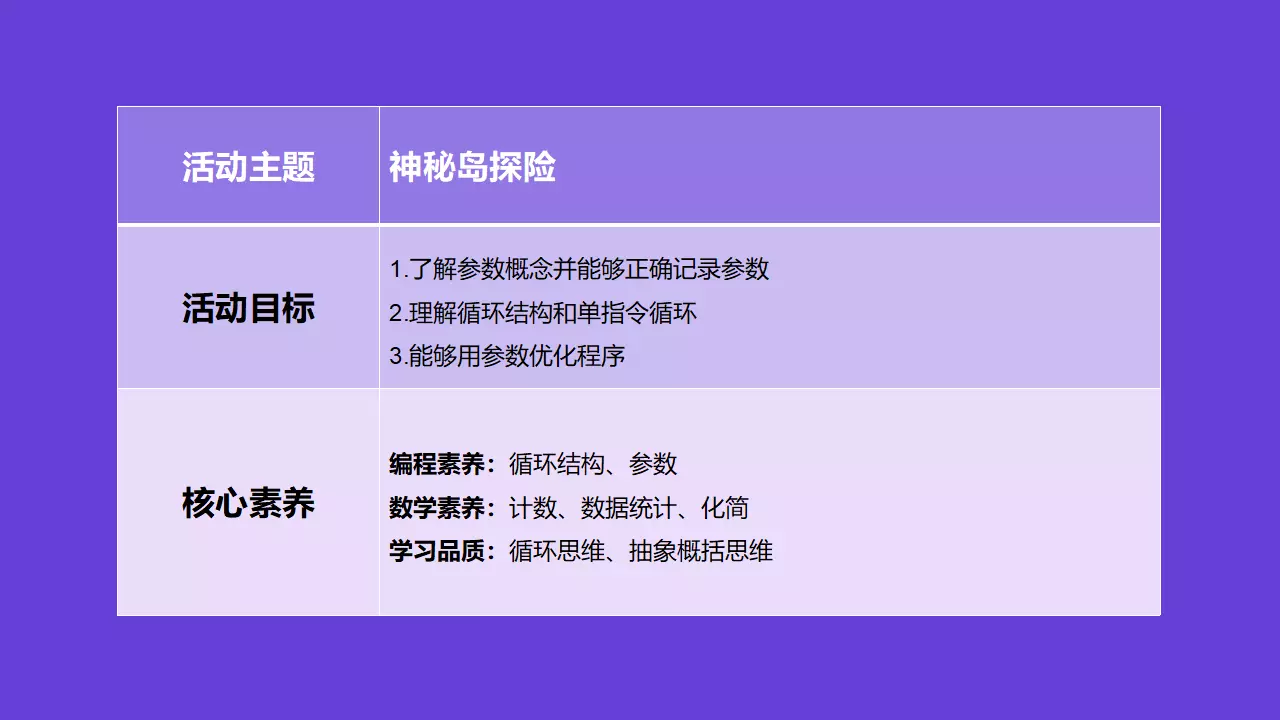 活动主题
神秘岛探险
活动目标
1.了解参数概念并能够正确记录参数
2.理解循环结构和单指令循环
3.能够用参数优化程序
核心素养
编程素养：循环结构、参数
数学素养：计数、数据统计、化简
学习品质：循环思维、抽象概括思维